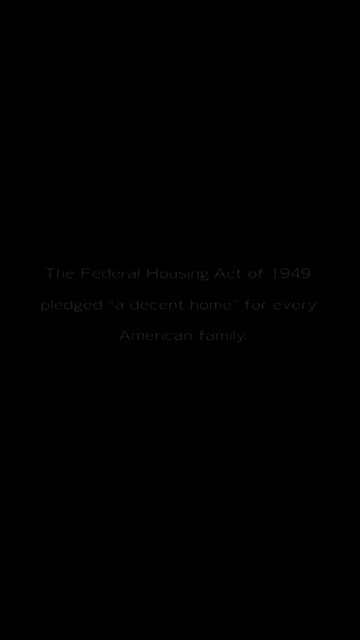 The Federal Housing Act of 1949
pledged "a decent home" for every
American family.